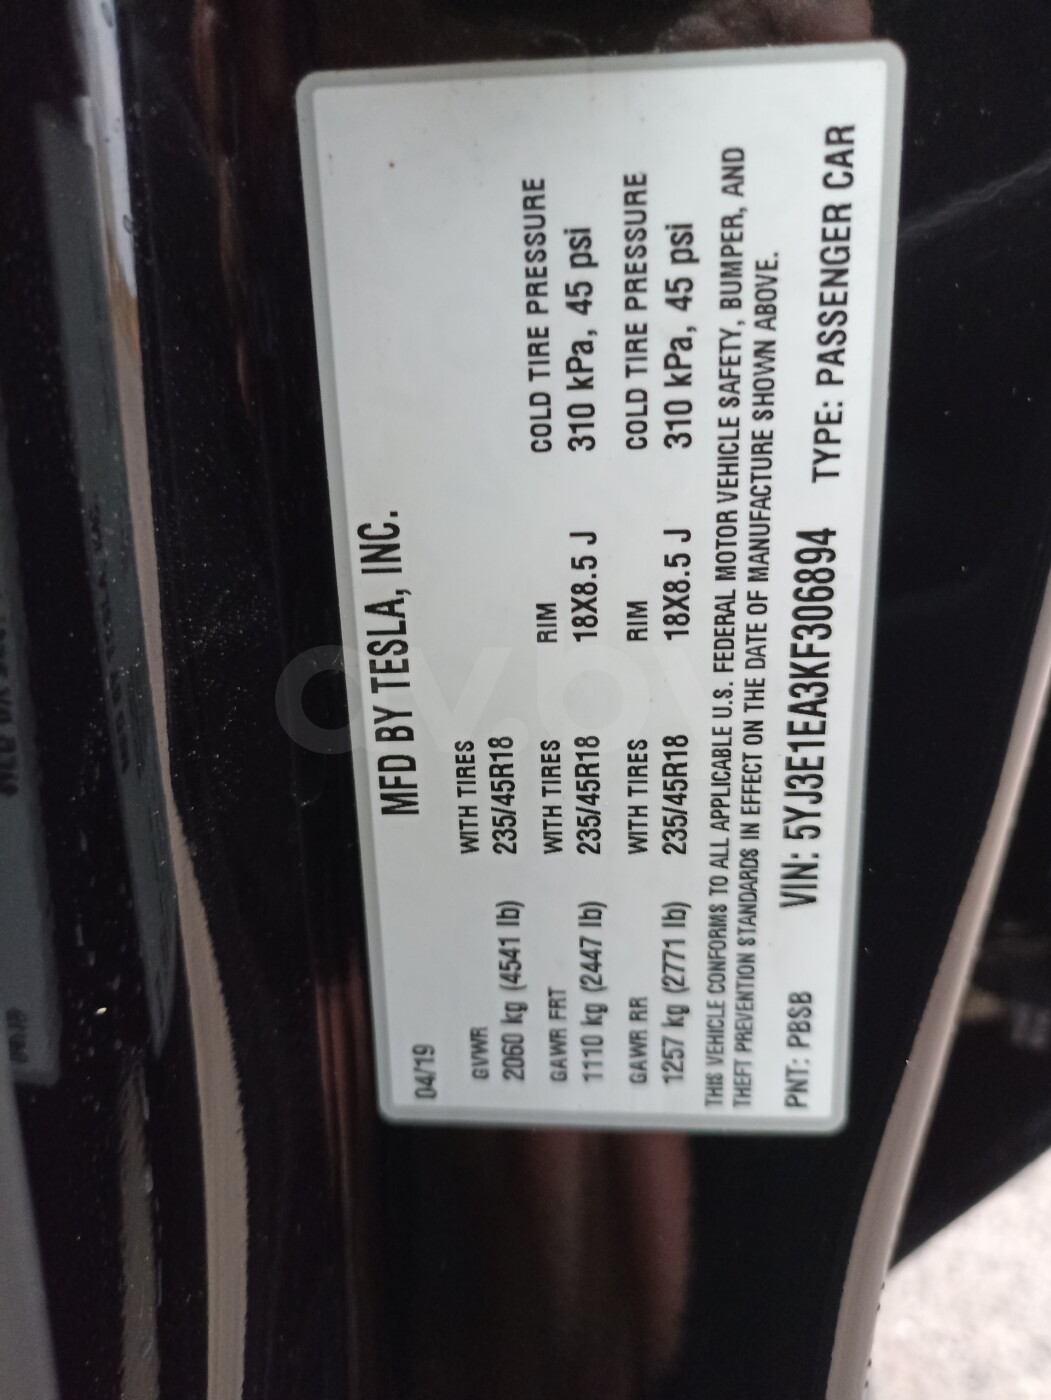 MFD BY TESLA, INC.
04/19
GVWR WITH TIRES
2060 kg (4541 lb) 235/45R18
GAWR FRT WITH TIRES RIM COLD TIRE PRESSURE
1110 kg (2447 lb) 235/45R18 18X8.5 J 310 kPa, 45 psi
GAWR RR WITH TIRES RIM COLD TIRE PRESSURE
1257 kg (2771 lb) 235/45R18 18X8.5 J 310 kPa, 45 psi
THIS VEHICLE CONFORMS TO ALL APPLICABLE U.S. FEDERAL MOTOR VEHICLE SAFETY, BUMPER, AND
THEFT PREVENTION STANDARDS IN EFFECT ON THE DATE OF MANUFACTURE SHOWN ABOVE.
PNT: PBSB VIN: 5YJ3E1EA3KF306894 TYPE: PASSENGER CAR
av.by